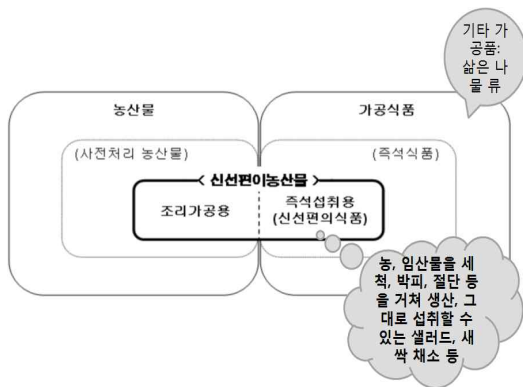 기타 가
공품:
삶은 나
물 류
농산물
가공식품
(사전처리 농산물)
(즉석식품)
신선편이농산물
조리가공용
즉석섭취용
(신선편의식품)
농, 임산물을 세
척, 박피, 절단 등
을 거쳐 생산, 그
대로 섭취할 수
있는 샐러드, 새
싹 채소 등